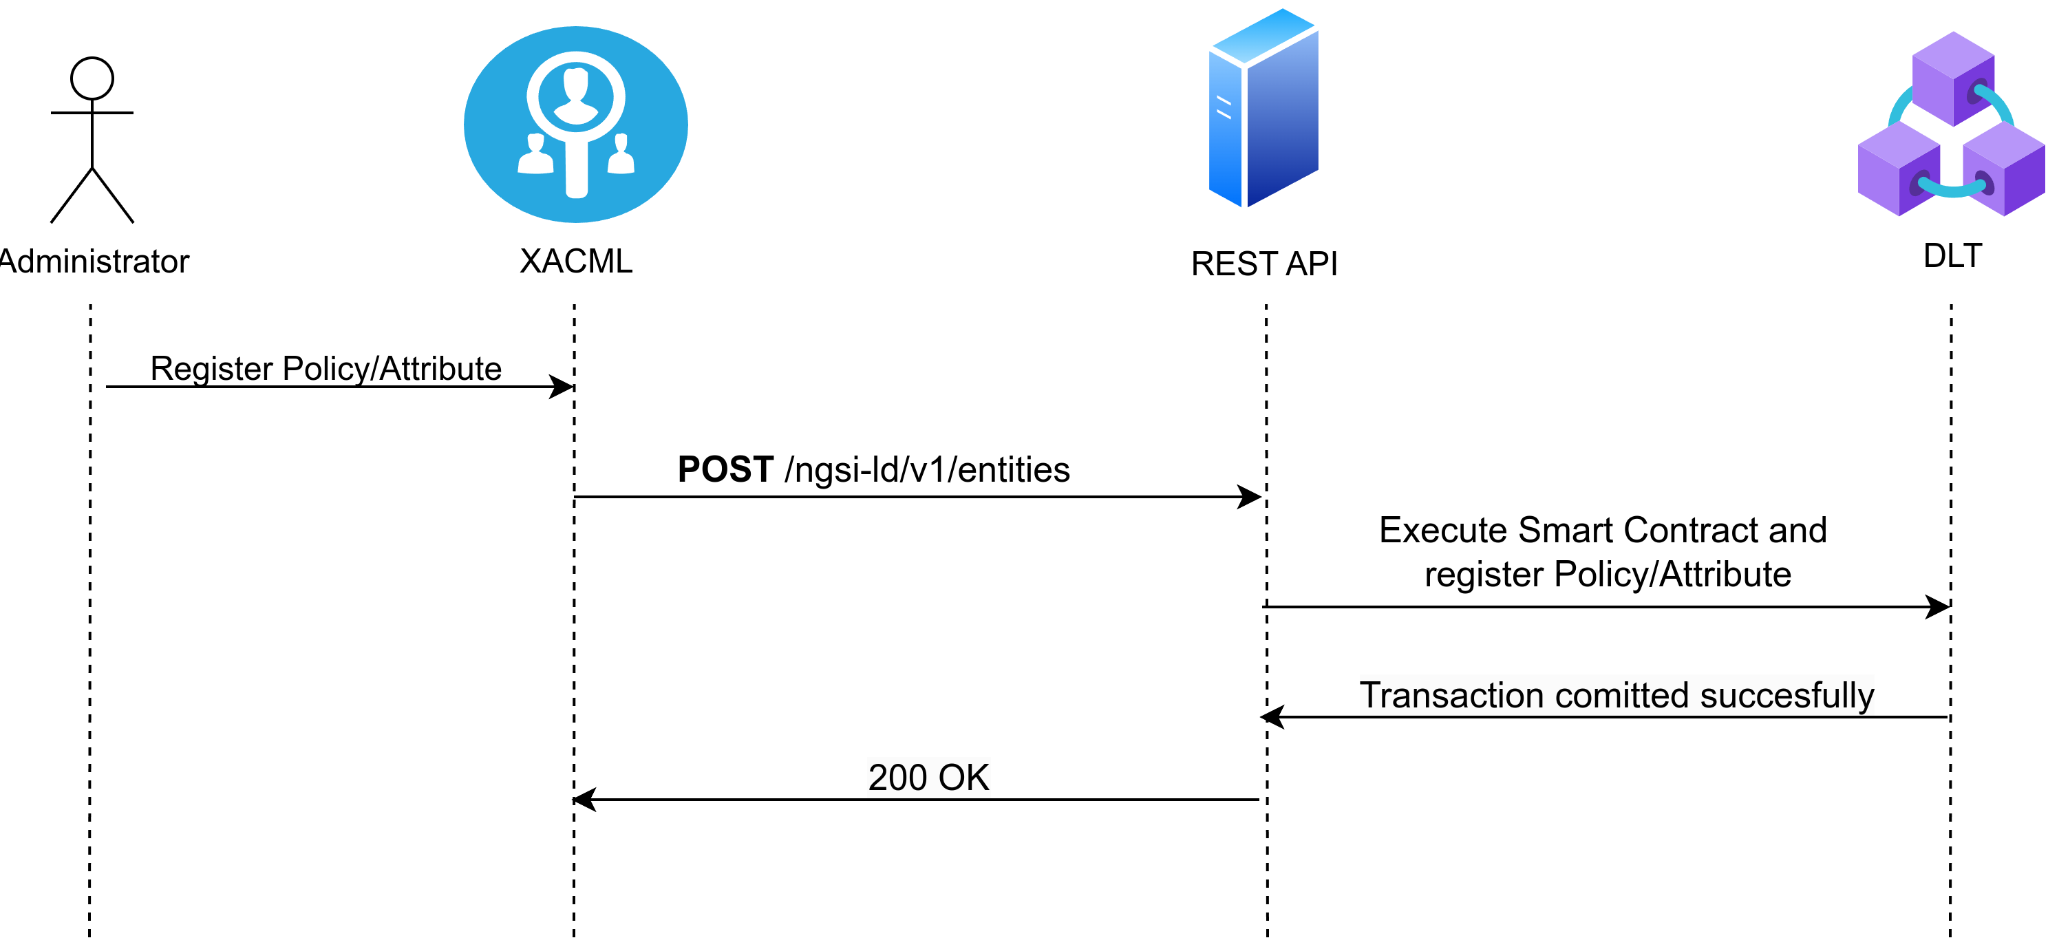 Administrator
XACML
REST API
DLT
Register Policy/Attribute
POST /ngsi-ld/v1/entities
Execute Smart Contract and
register Policy/Attribute
Transaction comitted succesfully
200 OK